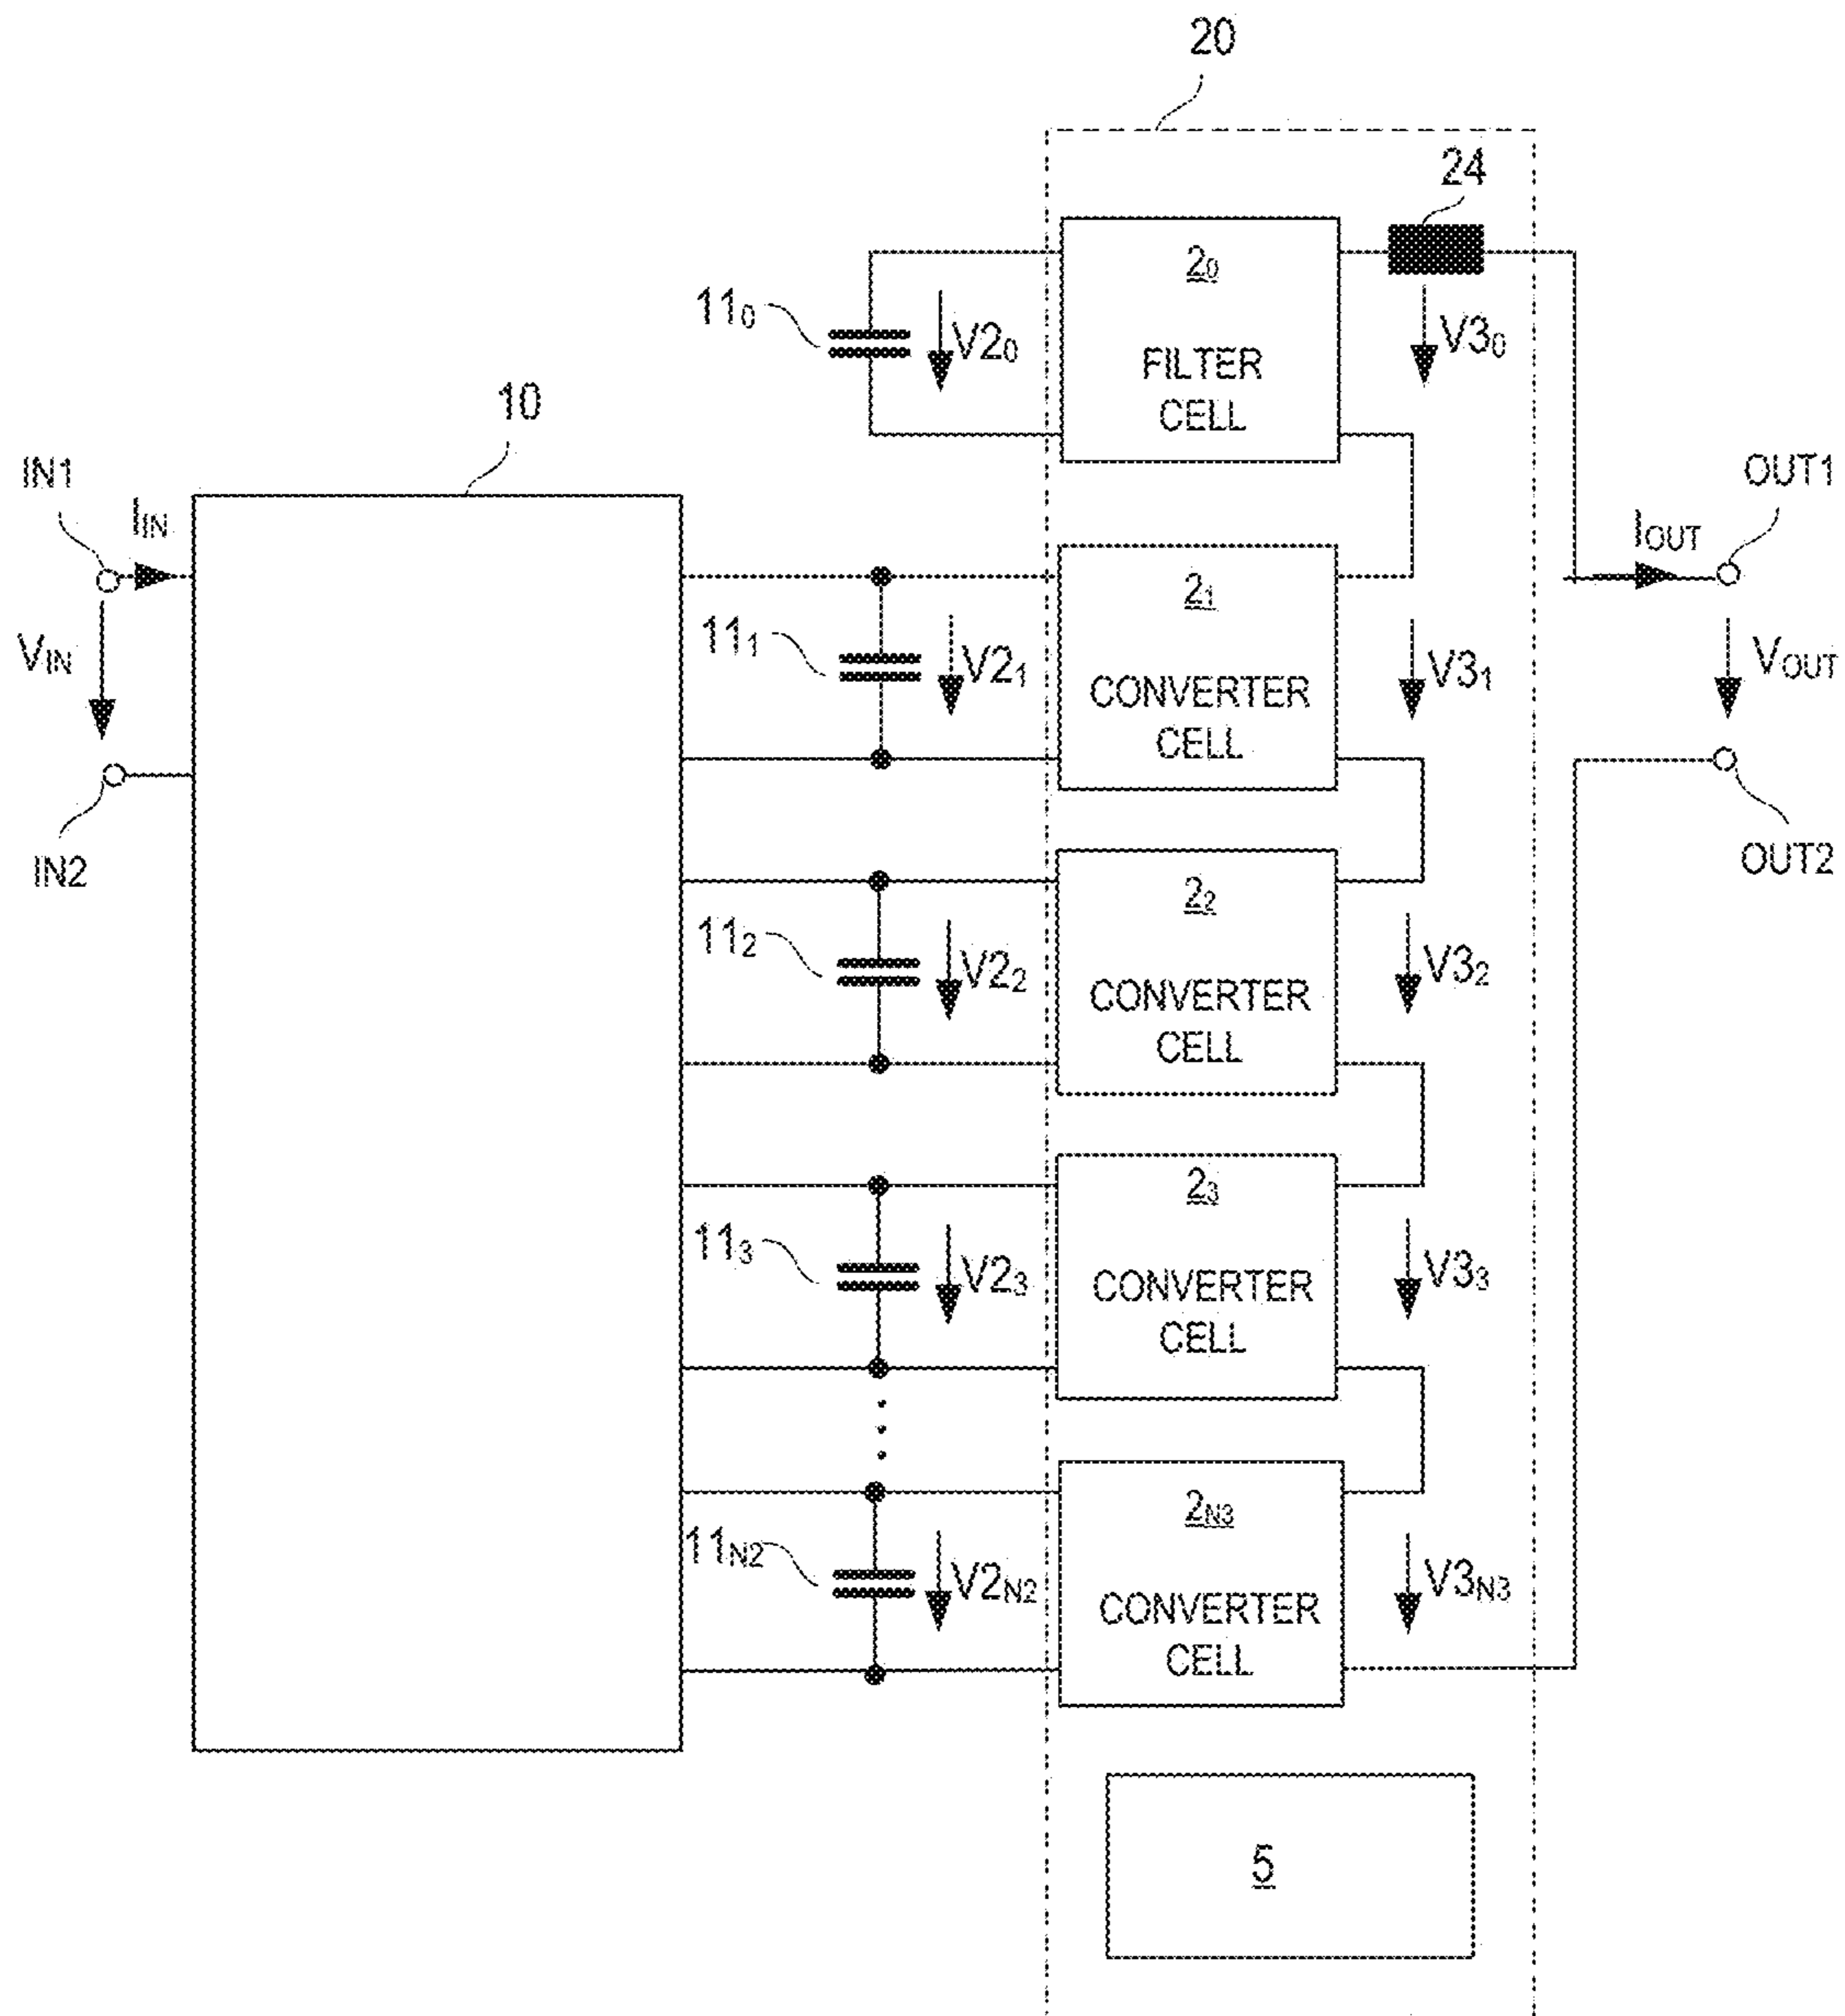 20
24
2₀
FILTER
CELL
11₀
V2₀
V3₀
10
IN1
I_IN
V_IN
IN2
OUT1
I_OUT
V_OUT
OUT2
2₁
CONVERTER
CELL
11₁
V2₁
V3₁
2₂
CONVERTER
CELL
11₂
V2₂
V3₂
2₃
CONVERTER
CELL
11₃
V2₃
V3₃
2_N3
CONVERTER
CELL
11_N2
V2_N2
V3_N3
5